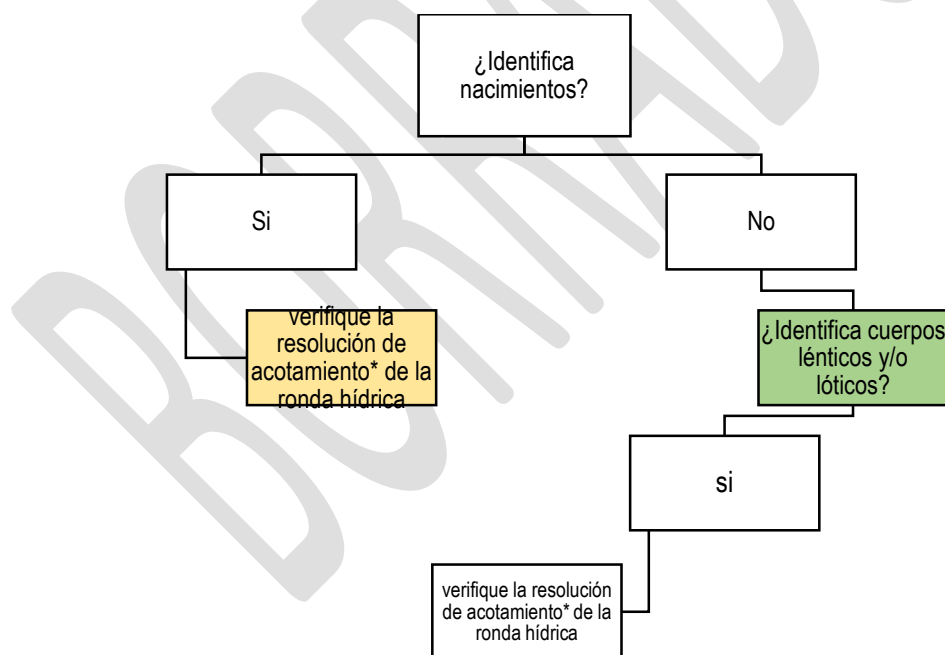 ¿Identifica
nacimientos?
Si
No
verifique la
resolución de
acotamiento* de la
ronda hídrica
¿Identifica cuerpos
lénticos y/o
lóticos?
si
verifique la resolución
de acotamiento* de la
ronda hídrica
BORRADO